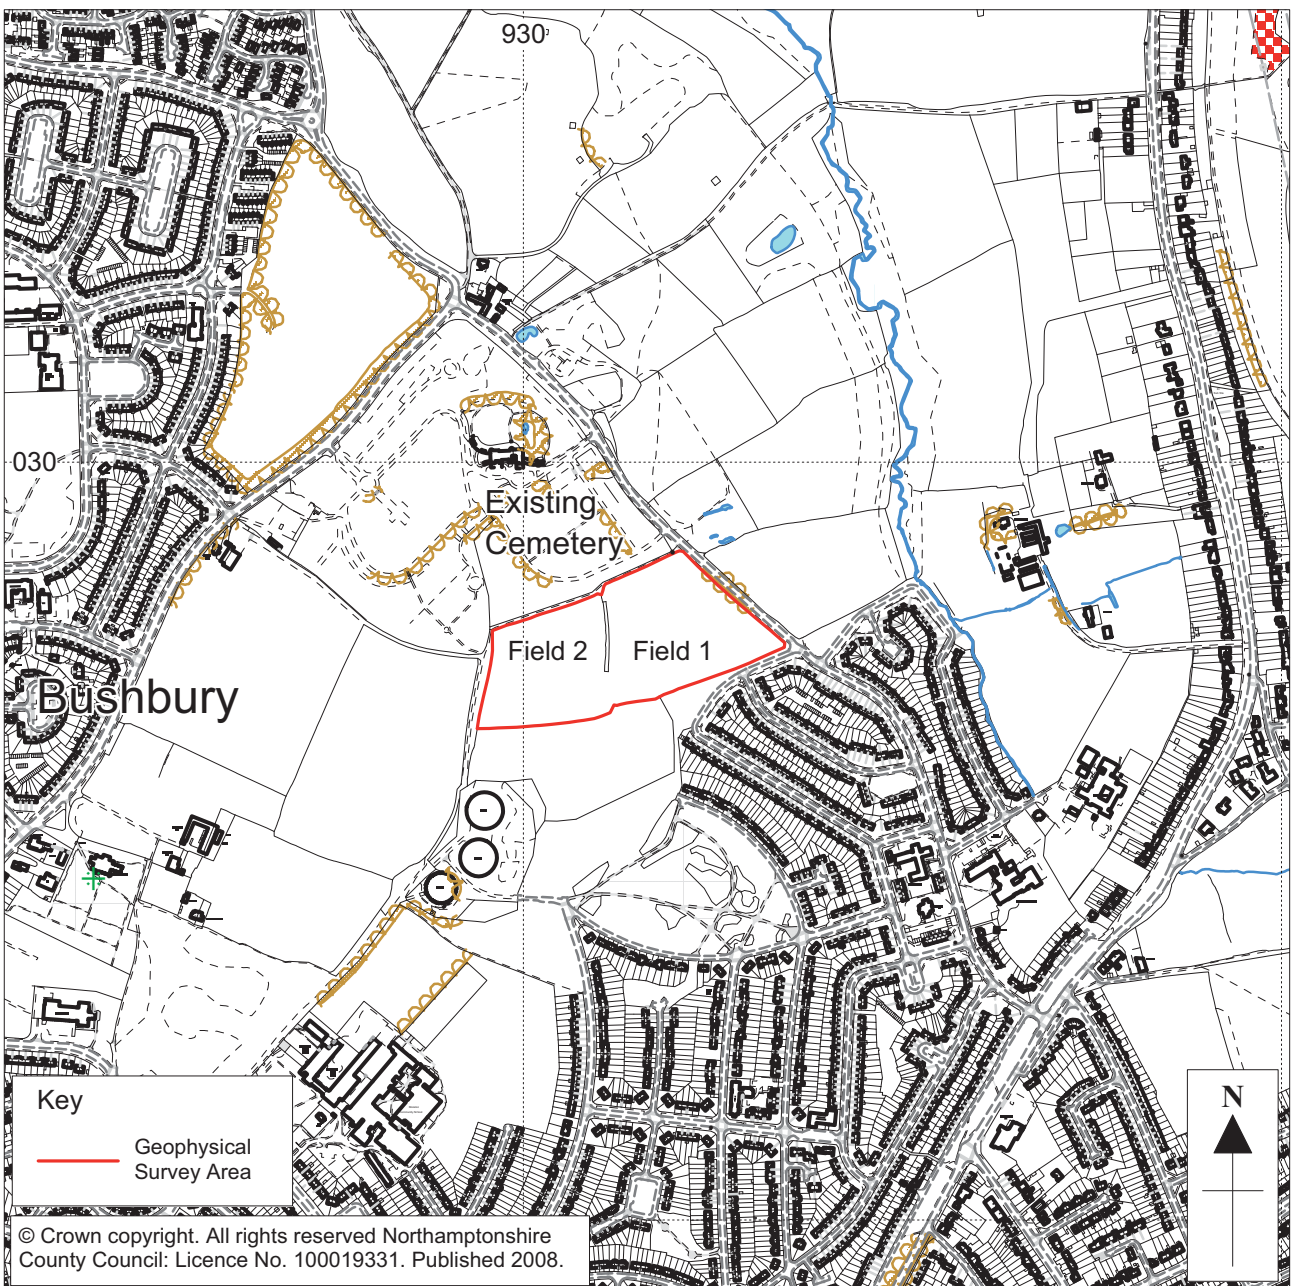 930
030
Existing
Cemetery
Field 2
Field 1
Bushbury
Key
Geophysical
Survey Area
N
© Crown copyright. All rights reserved Northamptonshire
County Council: Licence No. 100019331. Published 2008.